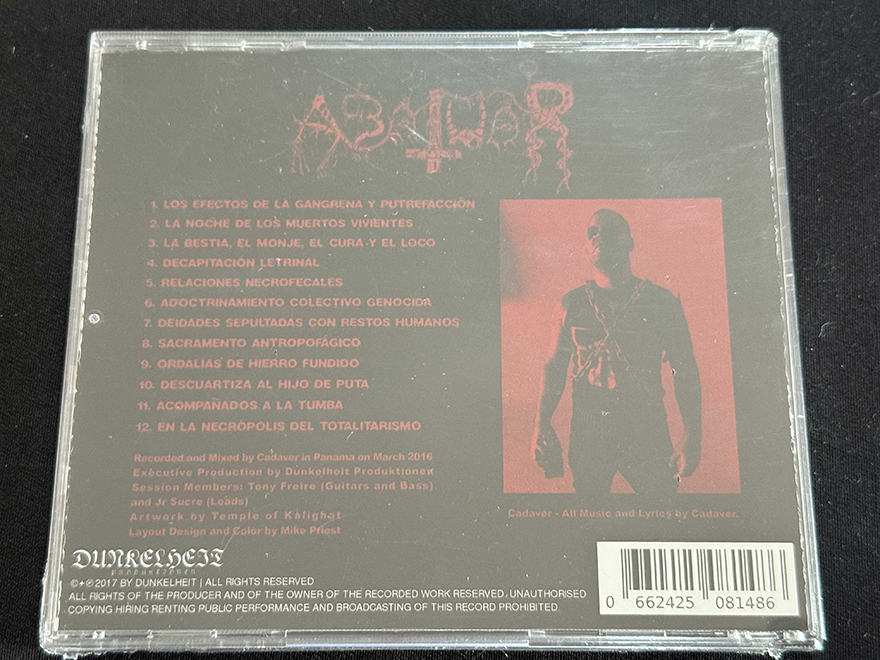 ABATUAR
1. LOS EFECTOS DE LA GANGRENA Y PUTREFACCIÓN
2. LA NOCHE DE LOS MUERTOS VIVIENTES
3. LA BESTIA, EL MONJE, EL CURA Y EL LOCO
4. DECAPITACIÓN LETRINAL
5. RELACIONES NECROFECALES
6. ADOCTRINAMIENTO COLECTIVO GENOCIDA
7. DEIDADES SEPULTADAS CON RESTOS HUMANOS
8. SACRAMENTO ANTROPOFÁGICO
9. ORDALÍAS DE HIERRO FUNDIDO
10. DESCUARTIZA AL HIJO DE PUTA
11. ACOMPAÑADOS A LA TUMBA
12. EN LA NECRÓPOLIS DEL TOTALITARISMO
Recorded and Mixed by Cadaver in Panama on March 2016
Executive Production by Dunkelheit Produktionen
Session Members: Tony Freire (Guitars and Bass)
and Jr Sucre (Leads)
Artwork by Temple of Kalighat
Layout Design and Color by Mike Priest
Cadaver - All Music and Lyrics by Cadaver.
DUNKELHEIT
PRODUKTIONEN
©+℗2017 BY DUNKELHEIT | ALL RIGHTS RESERVED
ALL RIGHTS OF THE PRODUCER AND OF THE OWNER OF THE RECORDED WORK RESERVED. UNAUTHORISED
COPYING HIRING RENTING PUBLIC PERFORMANCE AND BROADCASTING OF THIS RECORD PROHIBITED.
0 662425 081486